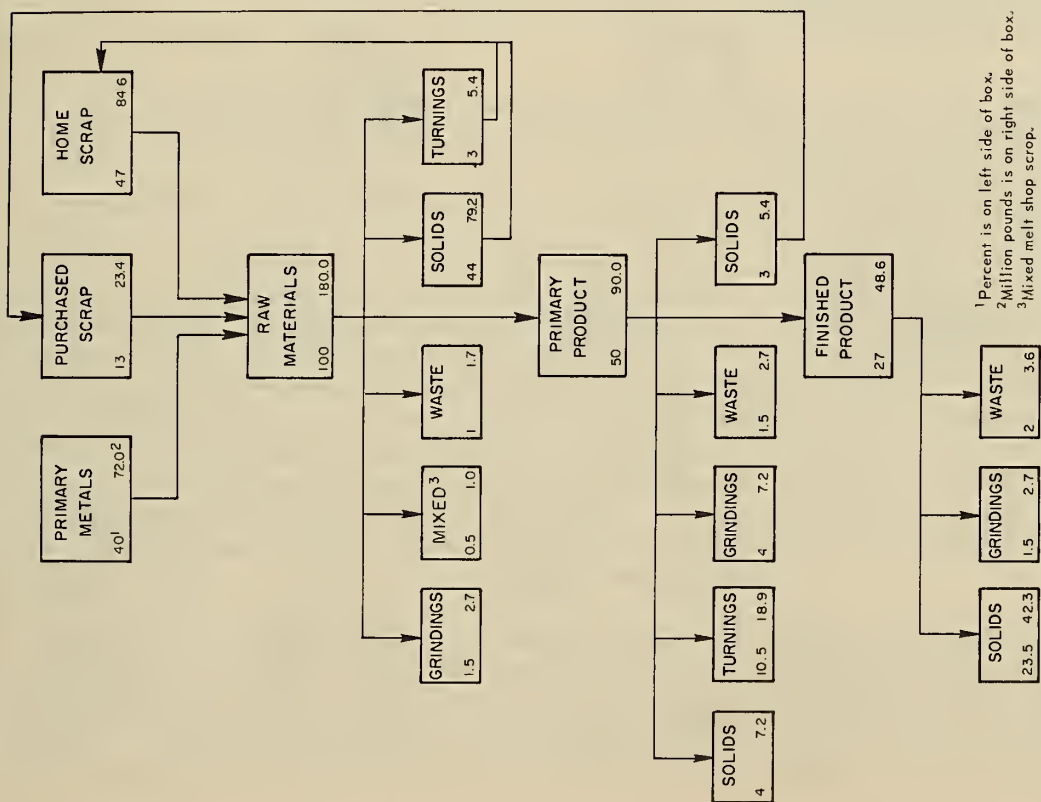 PRIMARY
METALS
40¹ 72.0²
PURCHASED
SCRAP
13 23.4
HOME
SCRAP
47 84.6
RAW
MATERIALS
100 180.0
GRINDINGS
1.5 2.7
MIXED³
0.5 1.0
WASTE
1 1.7
SOLIDS
44 79.2
TURNINGS
3 5.4
PRIMARY
PRODUCT
50 90.0
SOLIDS
4 7.2
TURNINGS
10.5 18.9
GRINDINGS
4 7.2
WASTE
1.5 2.7
SOLIDS
3 5.4
FINISHED
PRODUCT
27 48.6
SOLIDS
23.5 42.3
GRINDINGS
1.5 2.7
WASTE
2 3.6
¹Percent is on left side of box.
²Million pounds is on right side of box.
³Mixed melt shop scrop.